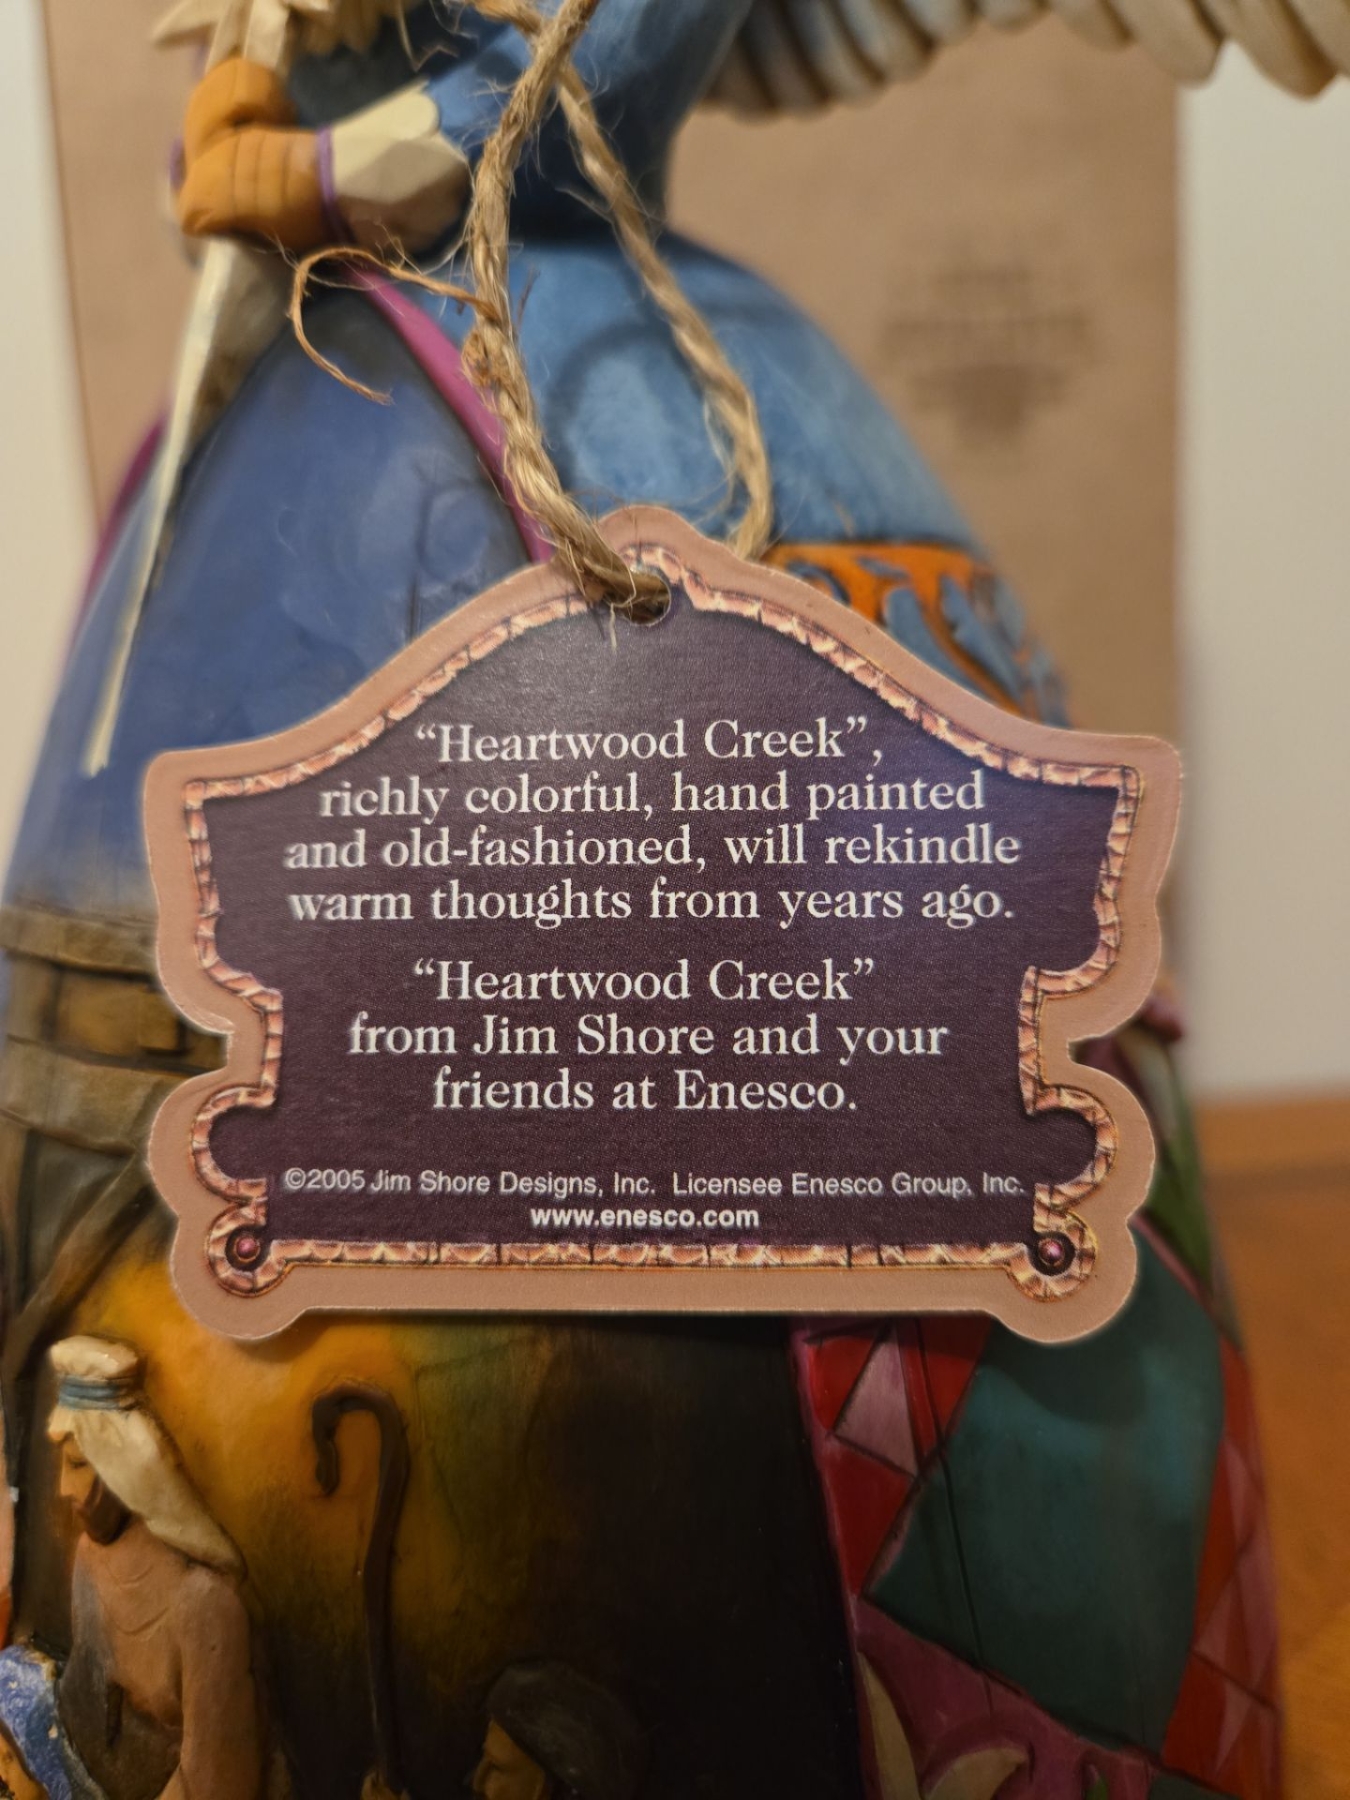 “Heartwood Creek”,
richly colorful, hand painted
and old-fashioned, will rekindle
warm thoughts from years ago.
“Heartwood Creek”
from Jim Shore and your
friends at Enesco.
©2005 Jim Shore Designs, Inc. Licensee Enesco Group, Inc.
www.enesco.com